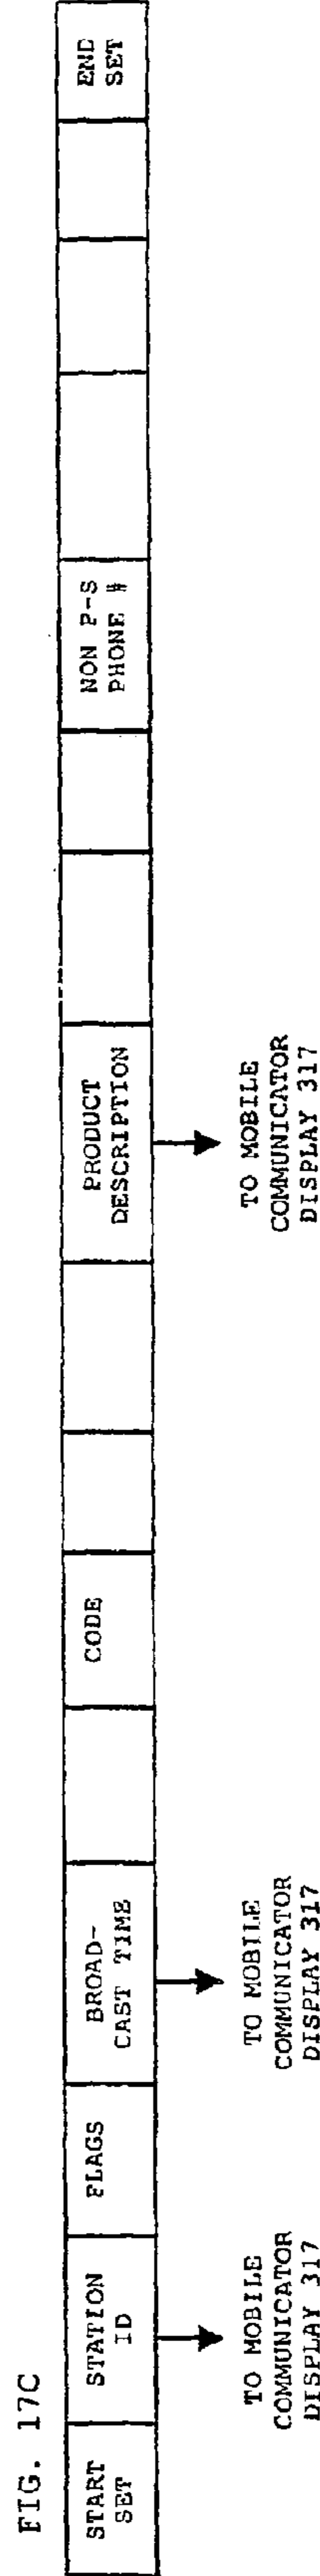 FIG. 17C
START
SET
STATION
ID
FLAGS
BROAD-
CAST TIME
CODE
PRODUCT
DESCRIPTION
NON P-S
PHONE #
END
SET
TO MOBILE
COMMUNICATOR
DISPLAY 317
TO MOBILE
COMMUNICATOR
DISPLAY 317
TO MOBILE
COMMUNICATOR
DISPLAY 317